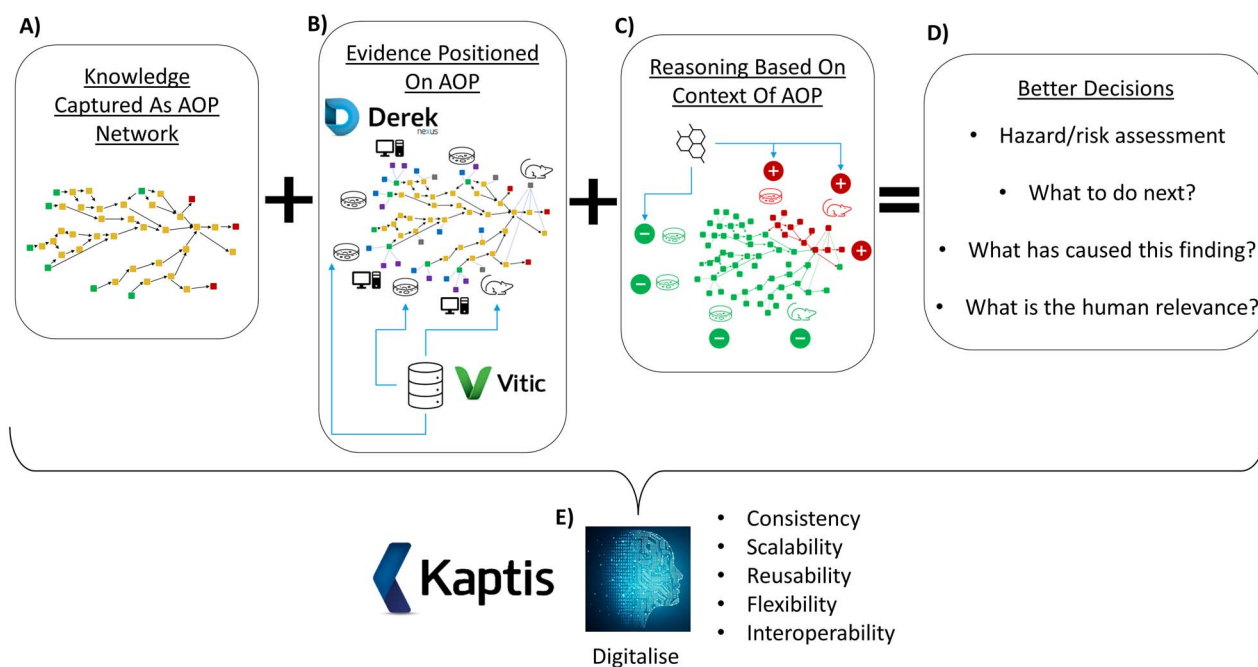 A)
Knowledge
Captured As AOP
Network
B)
Evidence Positioned
On AOP
Derek
nexus
Vitic
C)
Reasoning Based On
Context Of AOP
D)
Better Decisions
• Hazard/risk assessment
• What to do next?
• What has caused this finding?
• What is the human relevance?
E)
Kaptis
Digitalise
• Consistency
• Scalability
• Reusability
• Flexibility
• Interoperability